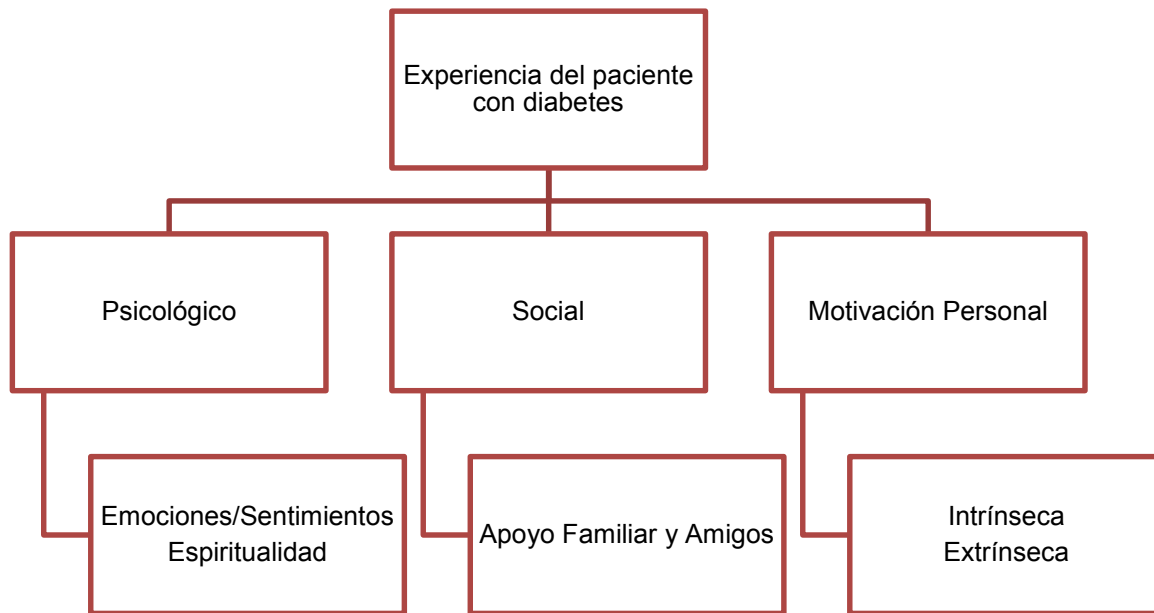 Experiencia del paciente
con diabetes
Psicológico
Social
Motivación Personal
Emociones/Sentimientos
Espiritualidad
Apoyo Familiar y Amigos
Intrínseca
Extrínseca